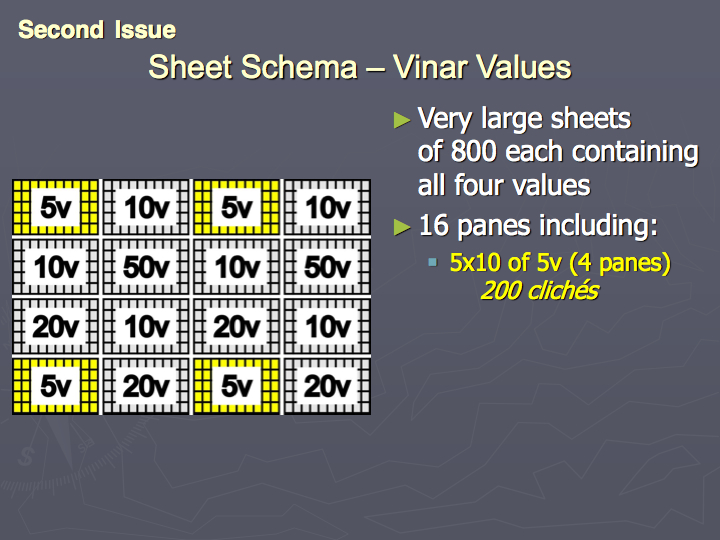 Second Issue
Sheet Schema – Vinar Values
► Very large sheets
of 800 each containing
all four values
► 16 panes including:
▪ 5x10 of 5v (4 panes)
200 clichés
5v 10v 5v 10v
10v 50v 10v 50v
20v 10v 20v 10v
5v 20v 5v 20v
S